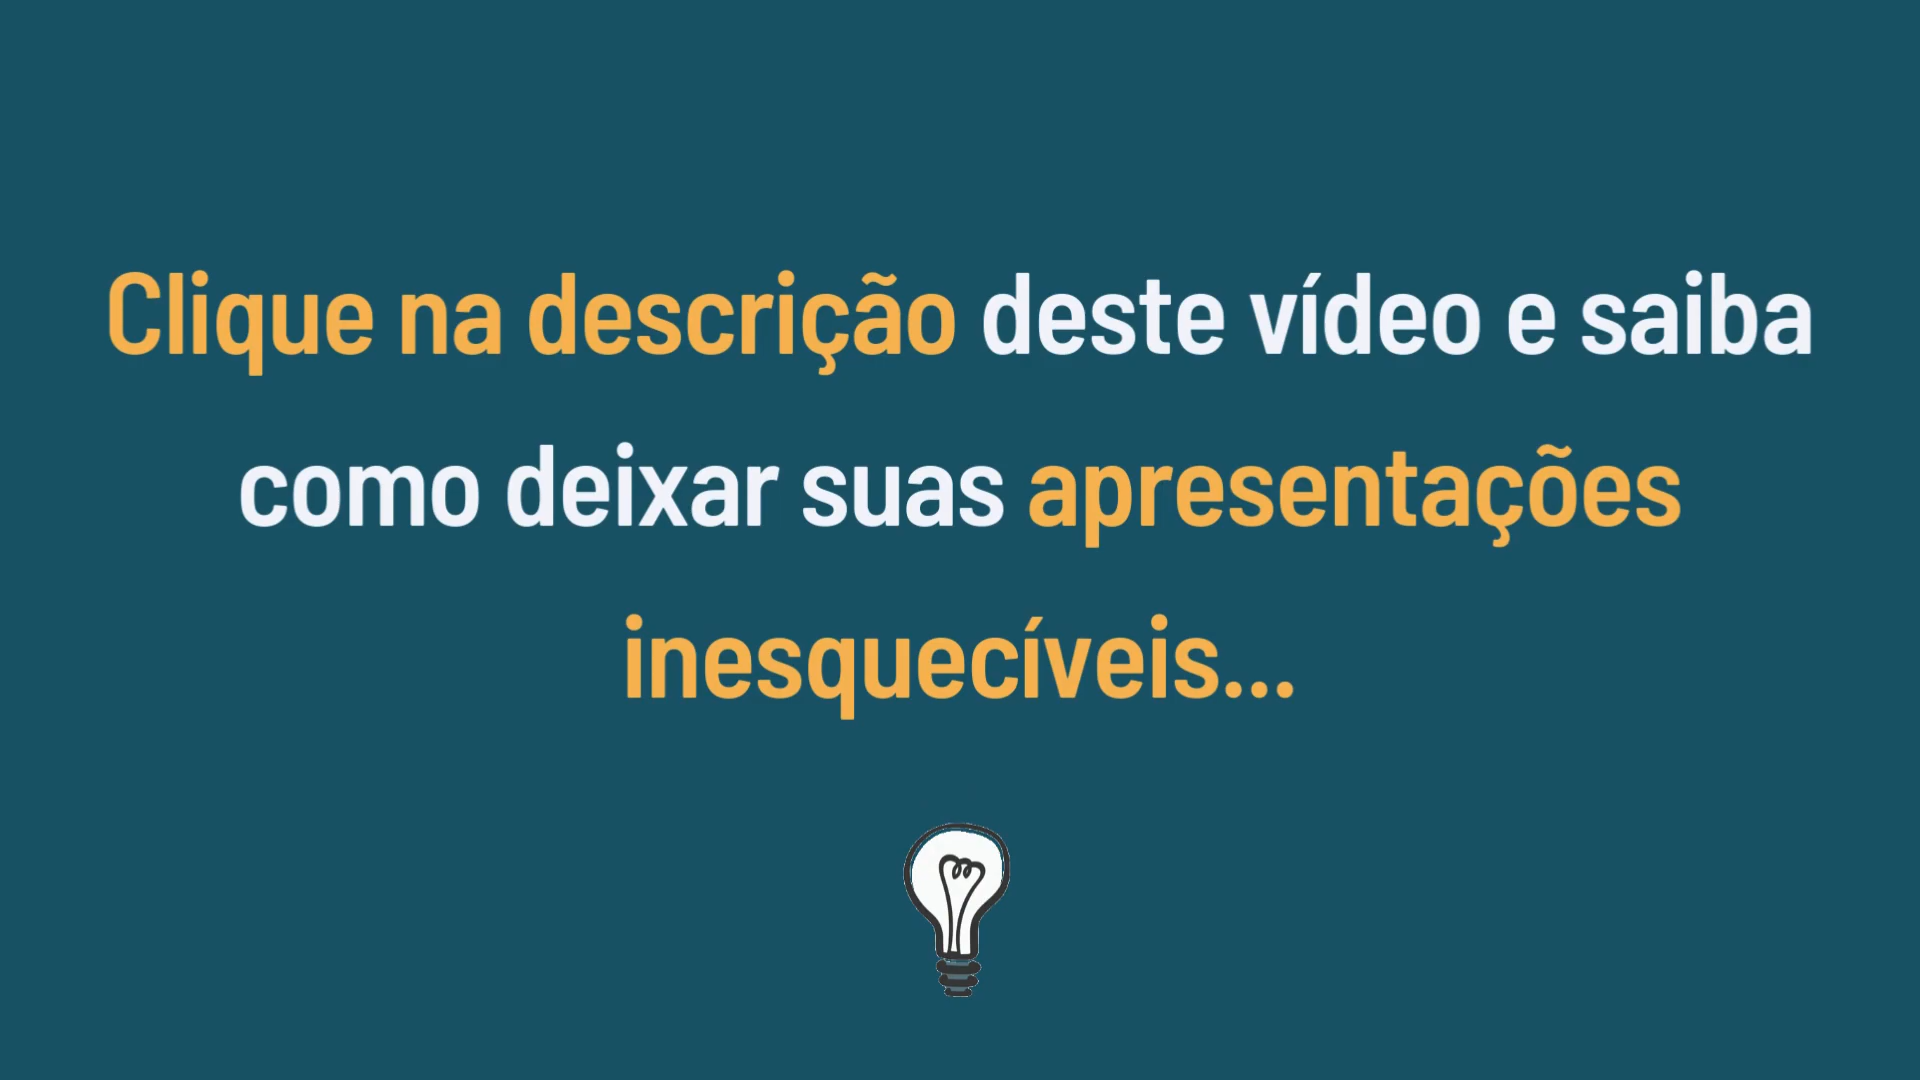 Clique na descrição deste vídeo e saiba
como deixar suas apresentações
inesquecíveis...